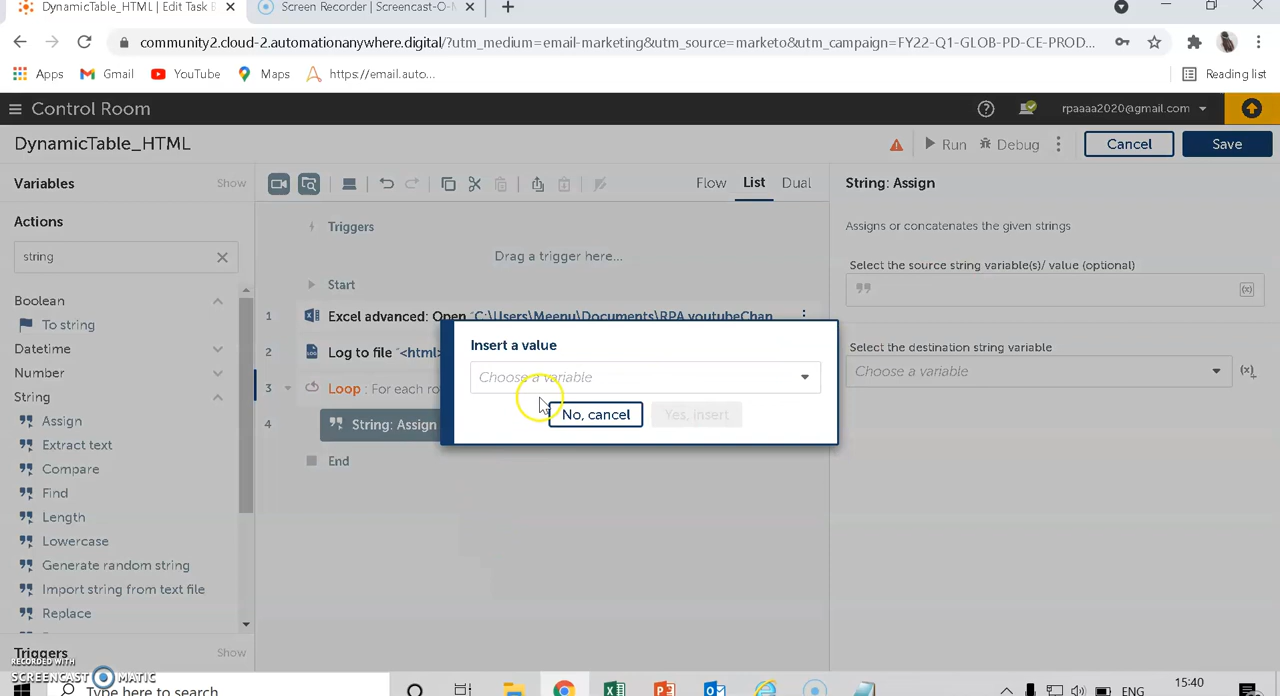 DynamicTable_HTML | Edit Task B
Screen Recorder | Screencast-O-M
community2.cloud-2.automationanywhere.digital/?utm_medium=email-marketing&utm_source=marketo&utm_campaign=FY22-Q1-GLOB-PD-CE-PROD...
Apps
Gmail
YouTube
Maps
https://email.auto...
Reading list
Control Room
rpaaaa2020@gmail.com
DynamicTable_HTML
Run
Debug
Cancel
Save
Variables
Show
Flow
List
Dual
String: Assign
Actions
Assigns or concatenates the given strings
string
Triggers
Drag a trigger here...
Select the source string variable(s)/ value (optional)
Start
Boolean
To string
1 Excel advanced: Open "C:\Users\Meenu\Documents\RPA youtubeChan
Datetime
2 Log to file "<html>
Select the destination string variable
Choose a variable
(x)
Number
3 Loop : For each ro
String
4 String: Assign
Insert a value
Choose a variable
No, cancel
Yes, insert
End
Assign
Extract text
Compare
Find
Length
Lowercase
Generate random string
Import string from text file
Replace
Triggers
Show
RECORDED WITH
SCREENCAST MATIC
Type here to search
ENG
15:40